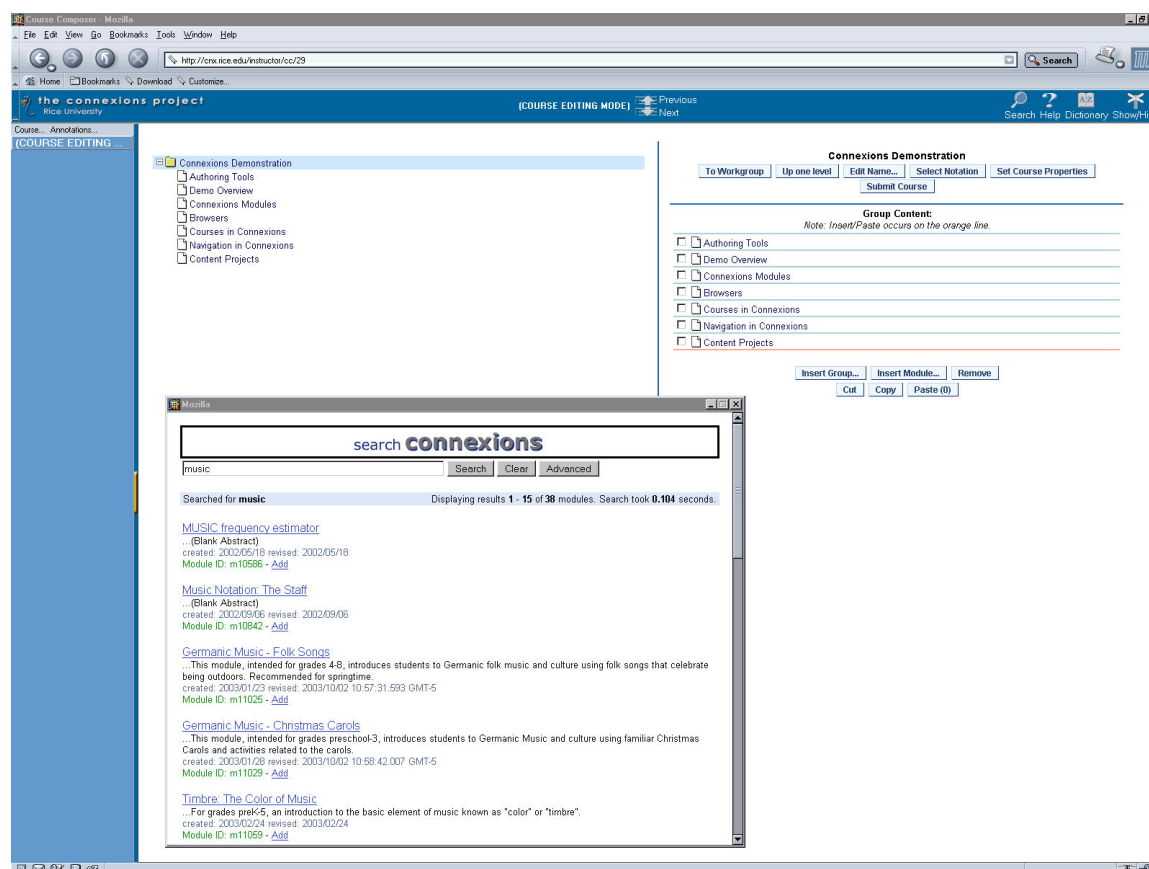 Course Composer - Mozilla
File Edit View Go Bookmarks Tools Window Help
http://cnx.rice.edu/instructor/cc/29
Search
Home Bookmarks Download Customize...
the connexions project
Rice University
(COURSE EDITING MODE)
Previous
Next
Search Help Dictionary Show/Hi
Course... Annotations...
(COURSE EDITING ...
Connexions Demonstration
Authoring Tools
Demo Overview
Connexions Modules
Browsers
Courses in Connexions
Navigation in Connexions
Content Projects
Connexions Demonstration
To Workgroup Up one level Edit Name... Select Notation Set Course Properties
Submit Course
Group Content:
Note: Insert/Paste occurs on the orange line.
Authoring Tools
Demo Overview
Connexions Modules
Browsers
Courses in Connexions
Navigation in Connexions
Content Projects
Insert Group... Insert Module... Remove
Cut Copy Paste (0)
Mozilla
search connexions
music Search Clear Advanced
Searched for music Displaying results 1 - 15 of 38 modules. Search took 0.104 seconds.
MUSIC frequency estimator
...(Blank Abstract)
created: 2002/05/18 revised: 2002/05/18
Module ID: m10586 - Add
Music Notation: The Staff
...(Blank Abstract)
created: 2002/09/06 revised: 2002/09/06
Module ID: m10842 - Add
Germanic Music - Folk Songs
...This module, intended for grades 4-8, introduces students to Germanic folk music and culture using folk songs that celebrate
being outdoors. Recommended for springtime.
created: 2003/01/23 revised: 2003/10/02 10:57:31.593 GMT-5
Module ID: m11025 - Add
Germanic Music - Christmas Carols
...This module, intended for grades preschool-3, introduces students to Germanic Music and culture using familiar Christmas
Carols and activities related to the carols.
created: 2003/01/28 revised: 2003/10/02 10:58:42.007 GMT-5
Module ID: m11029 - Add
Timbre: The Color of Music
...For grades preK-5, an introduction to the basic element of music known as "color" or "timbre".
created: 2003/02/24 revised: 2003/02/24
Module ID: m11059 - Add